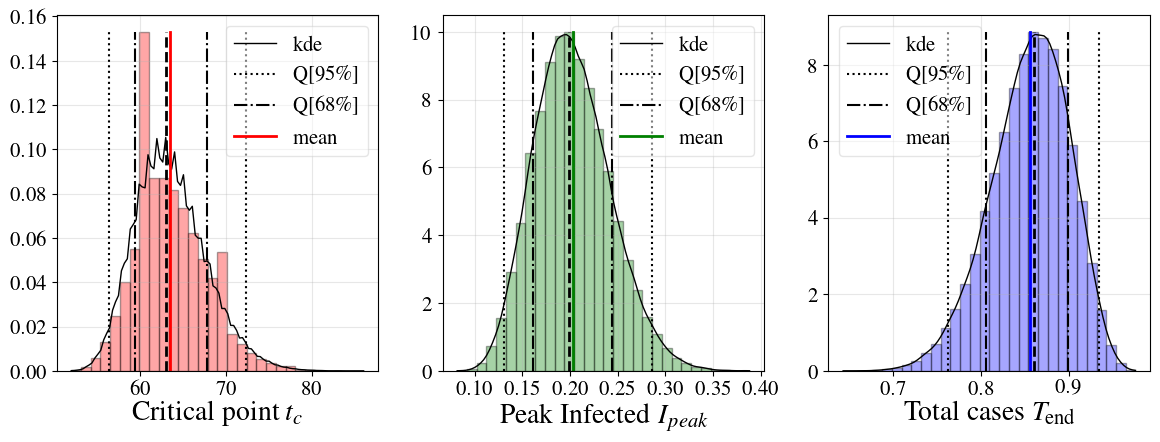 0.16
0.14
0.12
0.10
0.08
0.06
0.04
0.02
0.00
60
70
80
Critical point t_c
kde
Q[95%]
Q[68%]
mean
10
8
6
4
2
0
0.10
0.15
0.20
0.25
0.30
0.35
0.40
Peak Infected I_peak
kde
Q[95%]
Q[68%]
mean
8
6
4
2
0
0.7
0.8
0.9
Total cases T_end
kde
Q[95%]
Q[68%]
mean